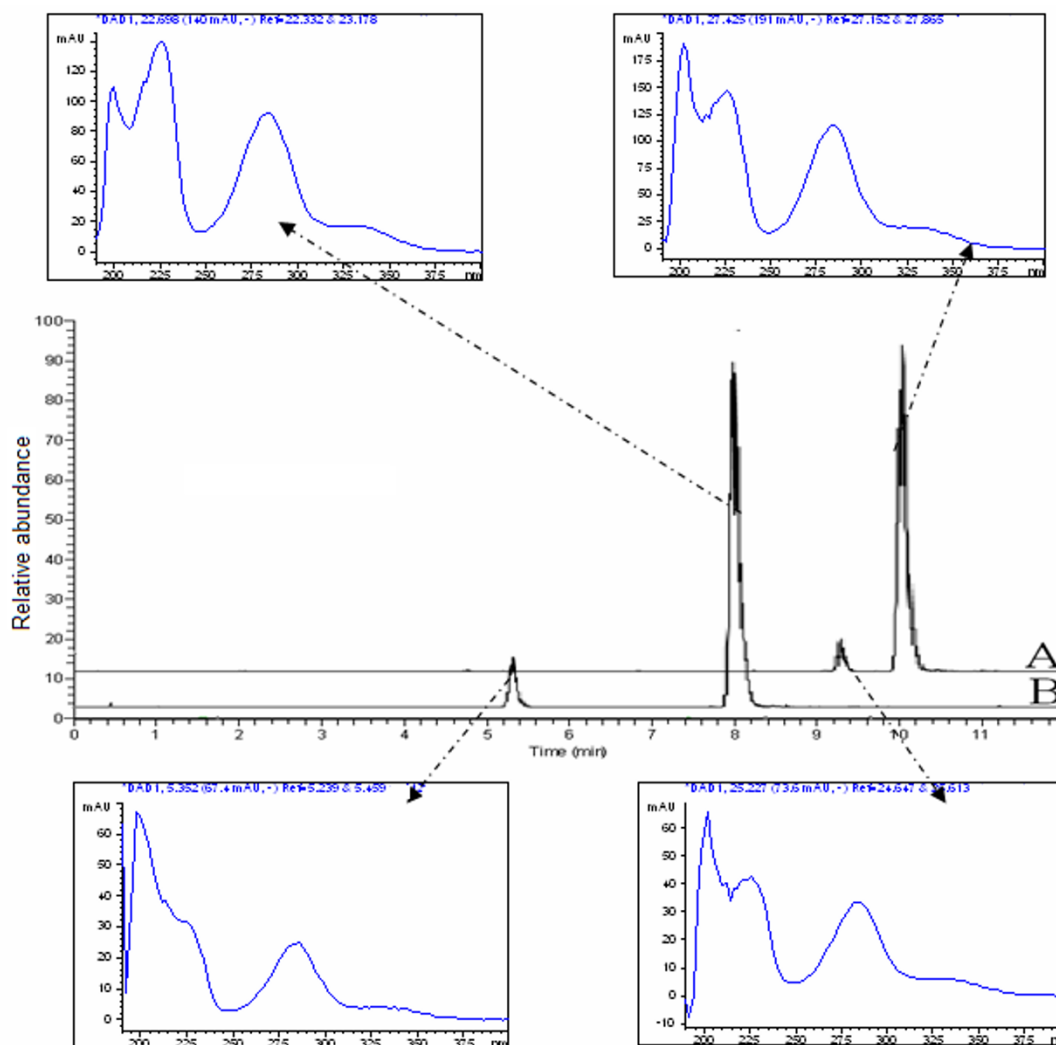 *DAD1, 22.698 (140 mAU, -) Ref=22.332 & 23.178
mAU
120
100
80
60
40
20
0
200 225 250 275 300 325 350 375 nm
*DAD1, 27.425 (191 mAU, -) Ref=27.152 & 27.865
mAU
175
150
125
100
75
50
25
0
200 225 250 275 300 325 350 375 nm
Relative abundance
100
90
80
70
60
50
40
30
20
10
0
A
B
0 1 2 3 4 5 6 7 8 9 10 11
Time (min)
*DAD1, 5.352 (67.4 mAU, -) Ref=5.239 & 5.459
mAU
60
50
40
30
20
10
0
200 225 250 275 300 325 350 375 nm
*DAD1, 25.227 (73.6 mAU, -) Ref=24.647 &
mAU
60
50
40
30
20
10
0
-10
200 225 250 275 300 325 350 375 nm